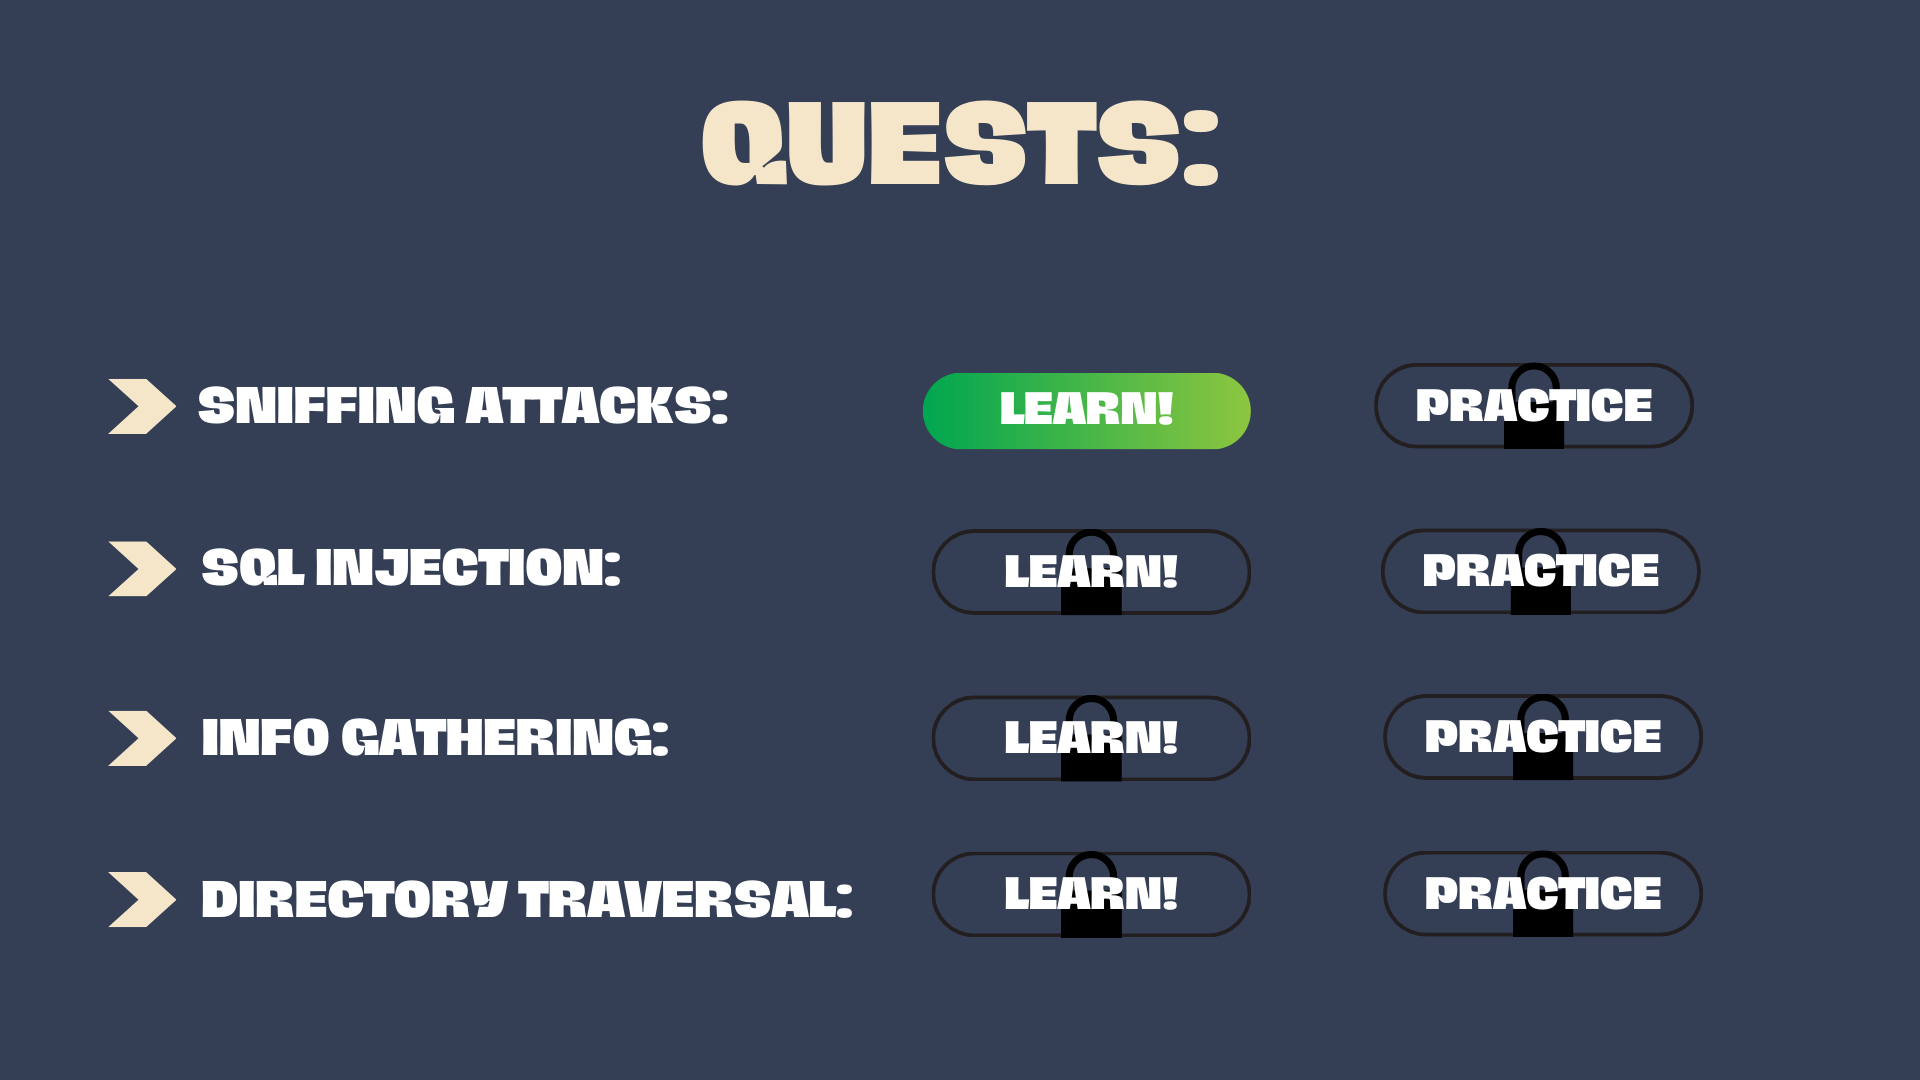 QUESTS:
SNIFFING ATTACKS: LEARN! PRACTICE
SQL INJECTION: LEARN! PRACTICE
INFO GATHERING: LEARN! PRACTICE
DIRECTORY TRAVERSAL: LEARN! PRACTICE